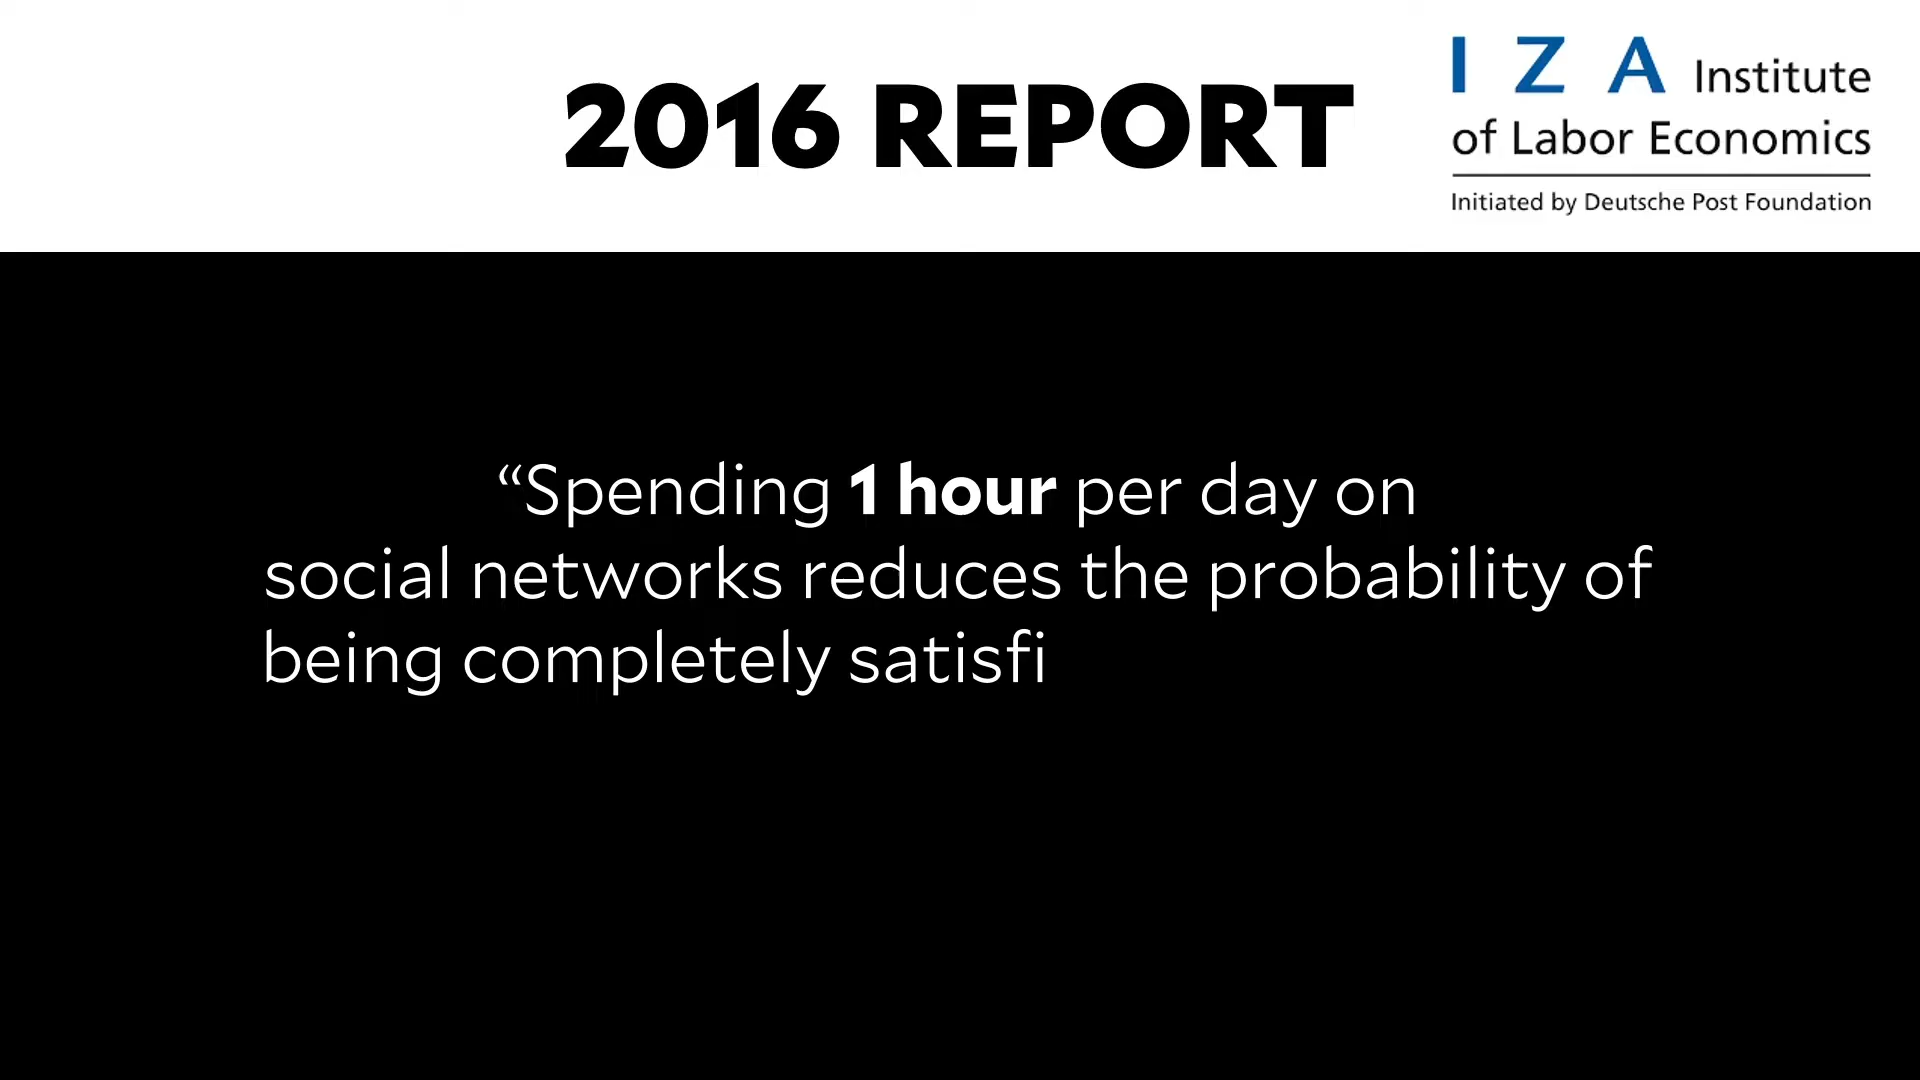 2016 REPORT
IZA Institute
of Labor Economics
Initiated by Deutsche Post Foundation
“Spending 1 hour per day on
social networks reduces the probability of
being completely satisfi